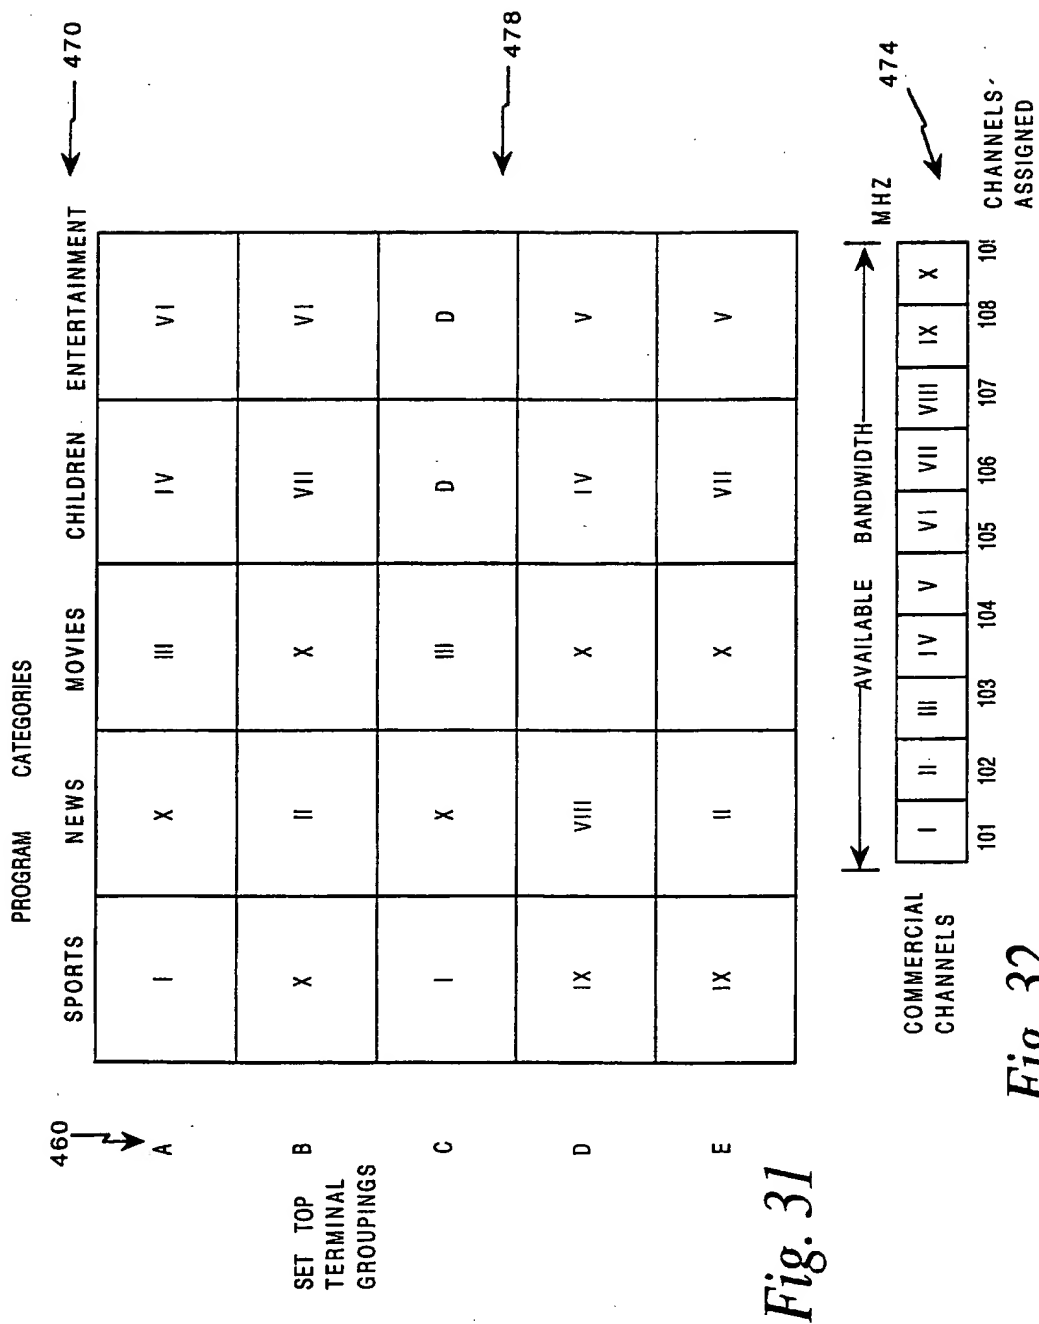 PROGRAM CATEGORIES
470
SPORTS NEWS MOVIES CHILDREN ENTERTAINMENT
460
A I X III IV VI
SET TOP
TERMINAL
GROUPINGS
B X II X VII VI
478
C I X III D D
D IX VIII X IV V
E IX II X VII V
Fig. 31
AVAILABLE BANDWIDTH
MHZ
474
COMMERCIAL
CHANNELS
I II III IV V VI VII VIII IX X
101 102 103 104 105 106 107 108
CHANNELS
ASSIGNED
Fig. 32